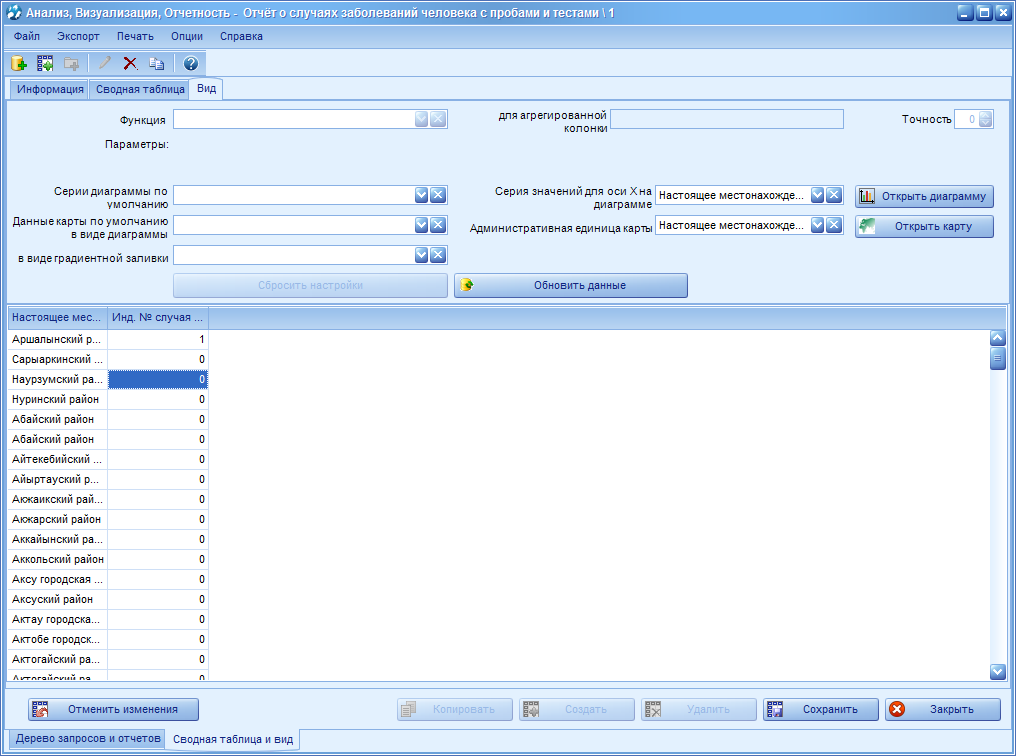 Анализ, Визуализация, Отчетность - Отчёт о случаях заболеваний человека с пробами и тестами \ 1
Файл Экспорт Печать Опции Справка
Информация Сводная таблица Вид
Функция
для агрегированной колонки
Точность 0
Параметры:
Серии диаграммы по умолчанию
Серия значений для оси X на диаграмме
Настоящее местонахожде...
Открыть диаграмму
Данные карты по умолчанию в виде диаграммы
Административная единица карты
Настоящее местонахожде...
Открыть карту
в виде градиентной заливки
Сбросить настройки Обновить данные
Настоящее мес... Инд. № случая ...
Аршалынский р... 1
Сарыаркинский ... 0
Наурзумский ра... 0
Нуринский район 0
Абайский район 0
Абайский район 0
Айтекебийский ... 0
Айыртауский р... 0
Акжаикский рай... 0
Акжарский район 0
Аккайынский ра... 0
Аккольский район 0
Аксу городская ... 0
Аксуский район 0
Актау городска... 0
Актобе городск... 0
Актогайский ра... 0
Актогайский ра... 0
Отменить изменения Копировать Создать Удалить Сохранить Закрыть
Дерево запросов и отчетов Сводная таблица и вид